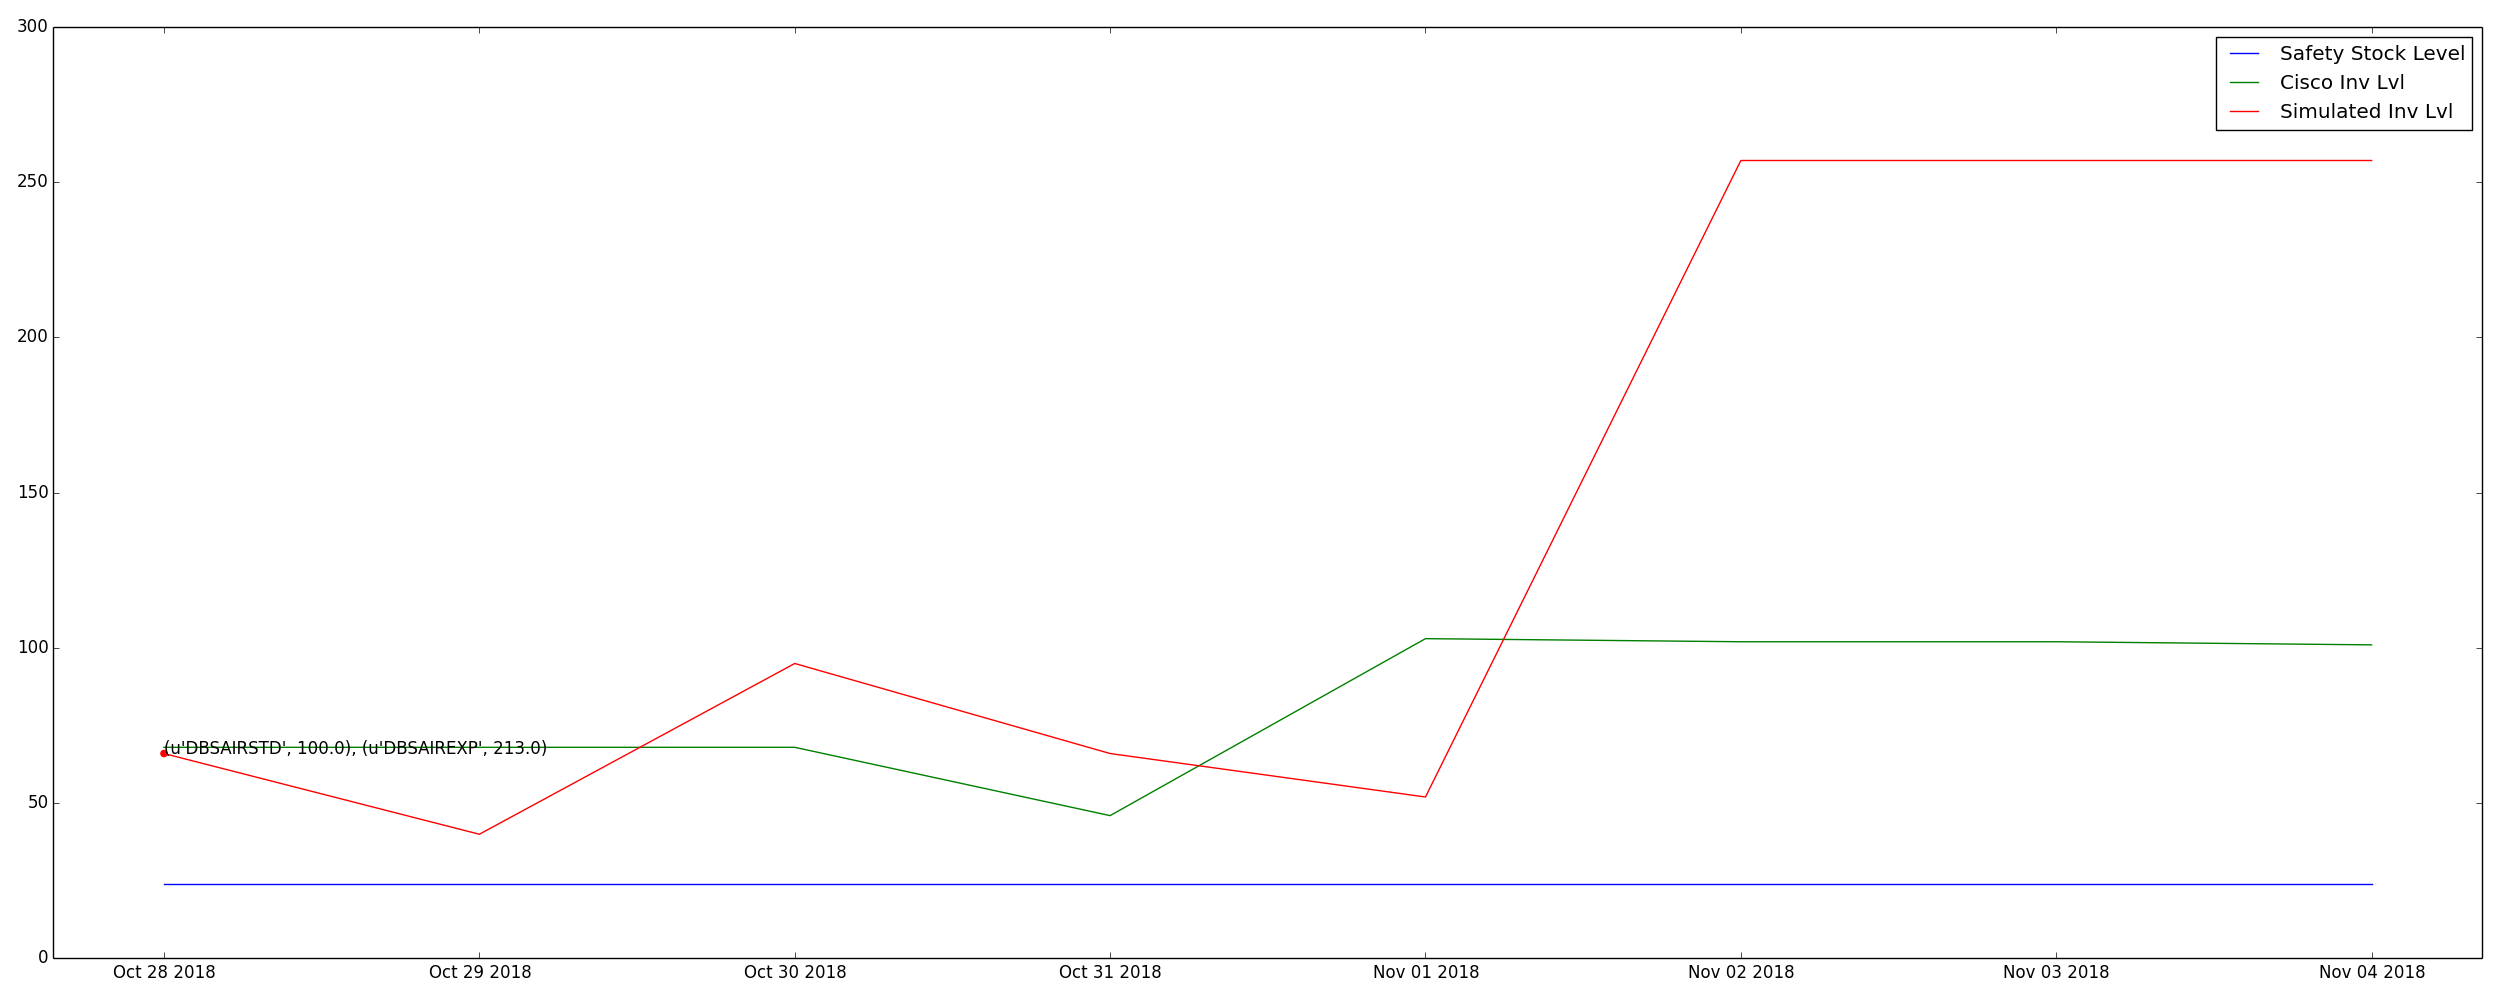 300
Safety Stock Level
Cisco Inv Lvl
Simulated Inv Lvl
250
200
150
100
(u'DBSAIRSTD', 100.0), (u'DBSAIREXP', 213.0)
50
0
Oct 28 2018 Oct 29 2018 Oct 30 2018 Oct 31 2018 Nov 01 2018 Nov 02 2018 Nov 03 2018 Nov 04 2018